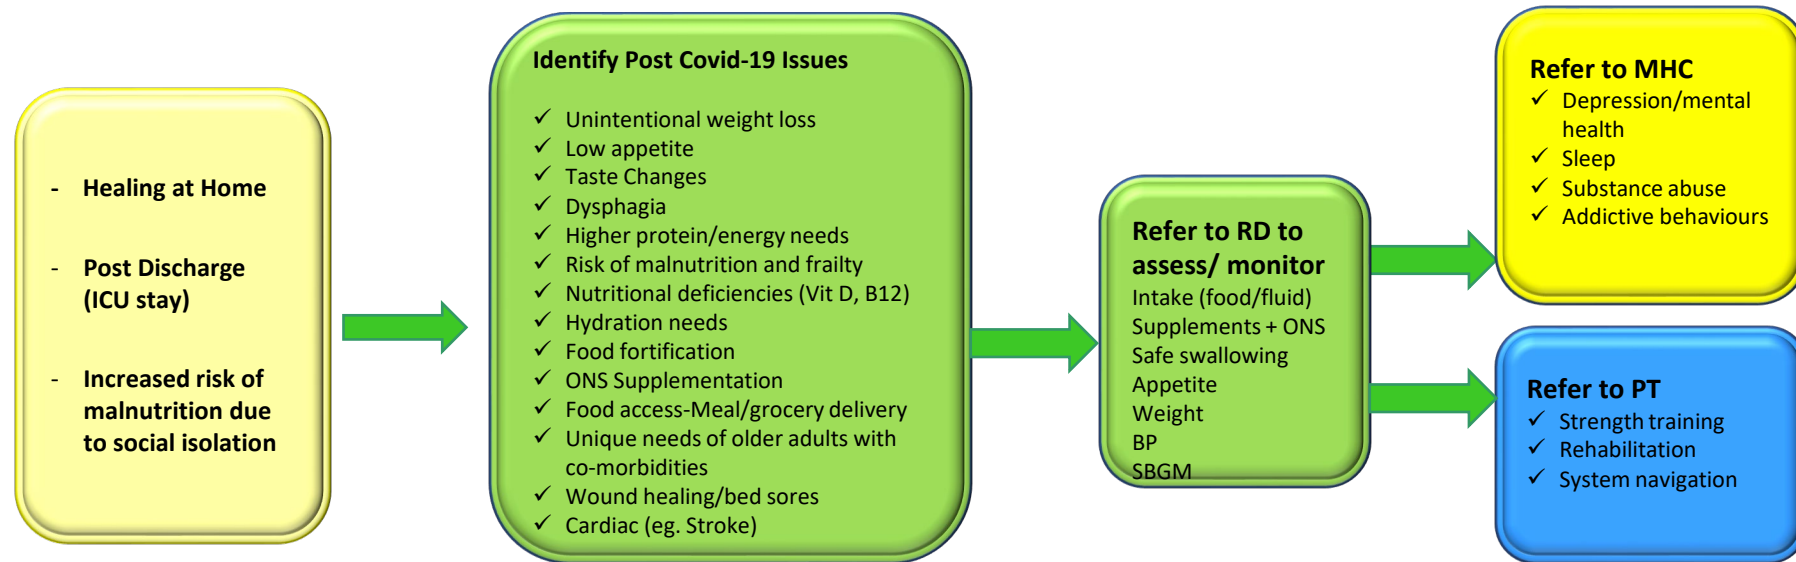 - Healing at Home
- Post Discharge
(ICU stay)
- Increased risk of
malnutrition due
to social isolation
Identify Post Covid-19 Issues
✓ Unintentional weight loss
✓ Low appetite
✓ Taste Changes
✓ Dysphagia
✓ Higher protein/energy needs
✓ Risk of malnutrition and frailty
✓ Nutritional deficiencies (Vit D, B12)
✓ Hydration needs
✓ Food fortification
✓ ONS Supplementation
✓ Food access-Meal/grocery delivery
✓ Unique needs of older adults with
co-morbidities
✓ Wound healing/bed sores
✓ Cardiac (eg. Stroke)
Refer to RD to
assess/ monitor
Intake (food/fluid)
Supplements + ONS
Safe swallowing
Appetite
Weight
BP
SBGM
Refer to MHC
✓ Depression/mental
health
✓ Sleep
✓ Substance abuse
✓ Addictive behaviours
Refer to PT
✓ Strength training
✓ Rehabilitation
✓ System navigation